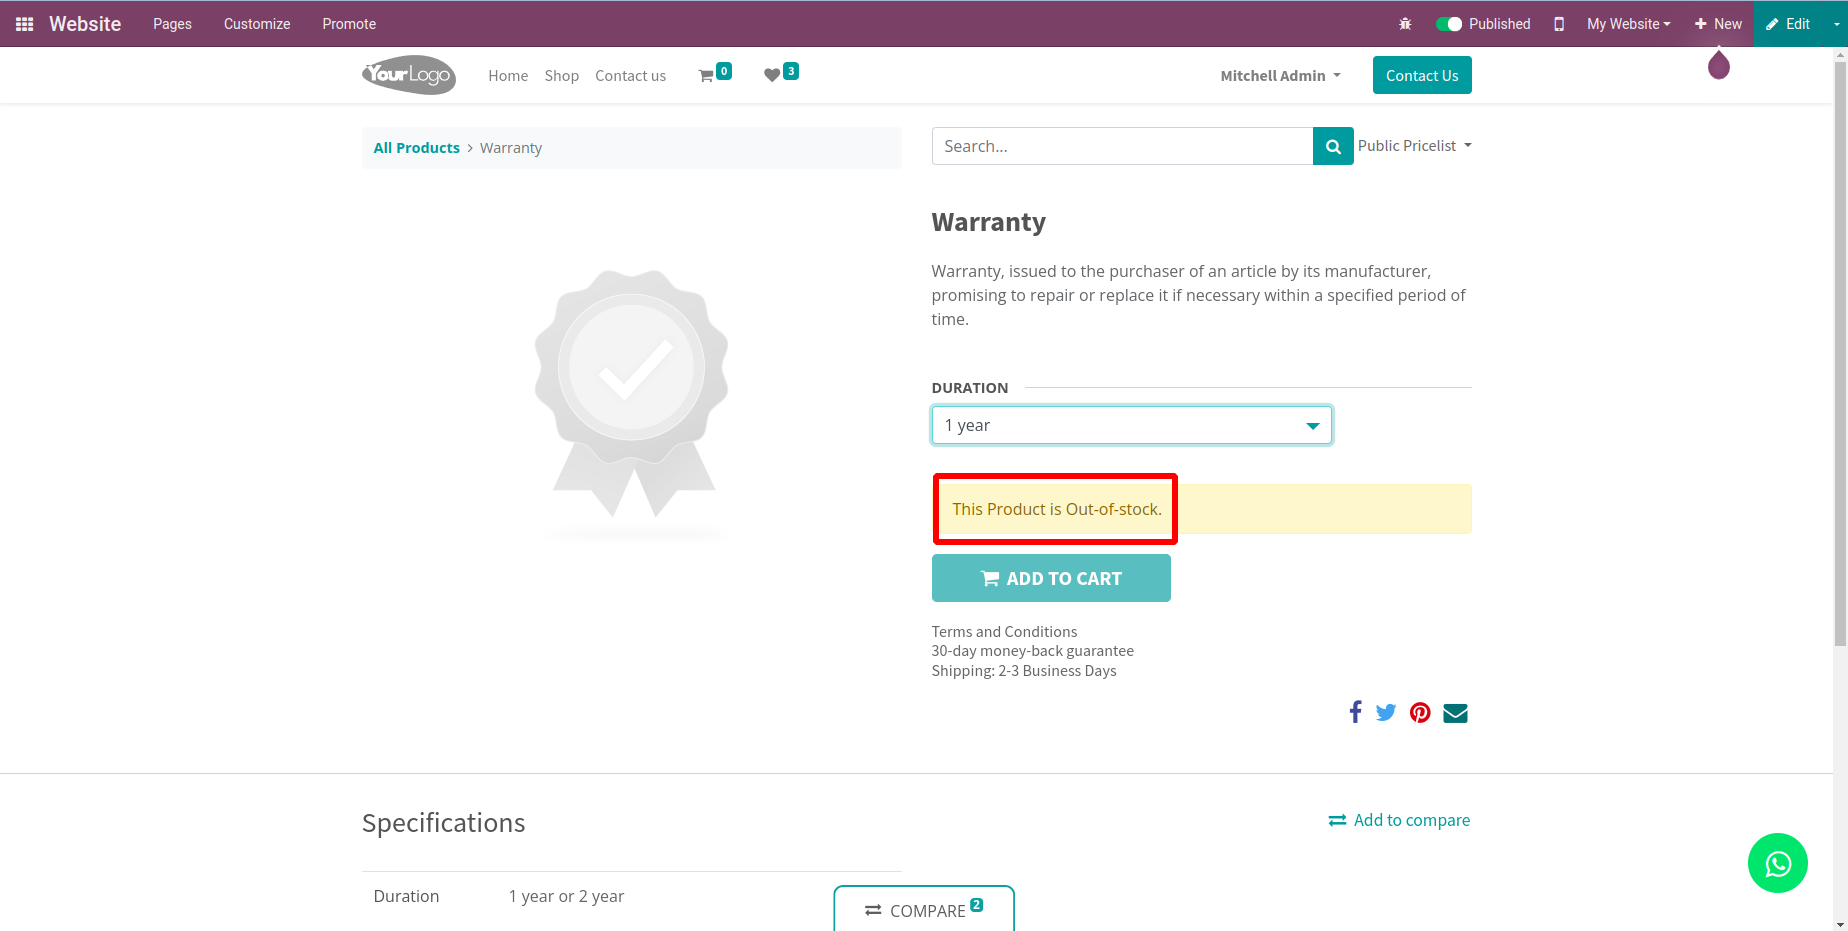 Website Pages Customize Promote Published My Website New Edit
YourLogo Home Shop Contact us 0 3 Mitchell Admin Contact Us
All Products > Warranty
Search...
Public Pricelist
Warranty
Warranty, issued to the purchaser of an article by its manufacturer,
promising to repair or replace it if necessary within a specified period of
time.
DURATION
1 year
This Product is Out-of-stock.
ADD TO CART
Terms and Conditions
30-day money-back guarantee
Shipping: 2-3 Business Days
Specifications
Add to compare
Duration 1 year or 2 year
COMPARE 2